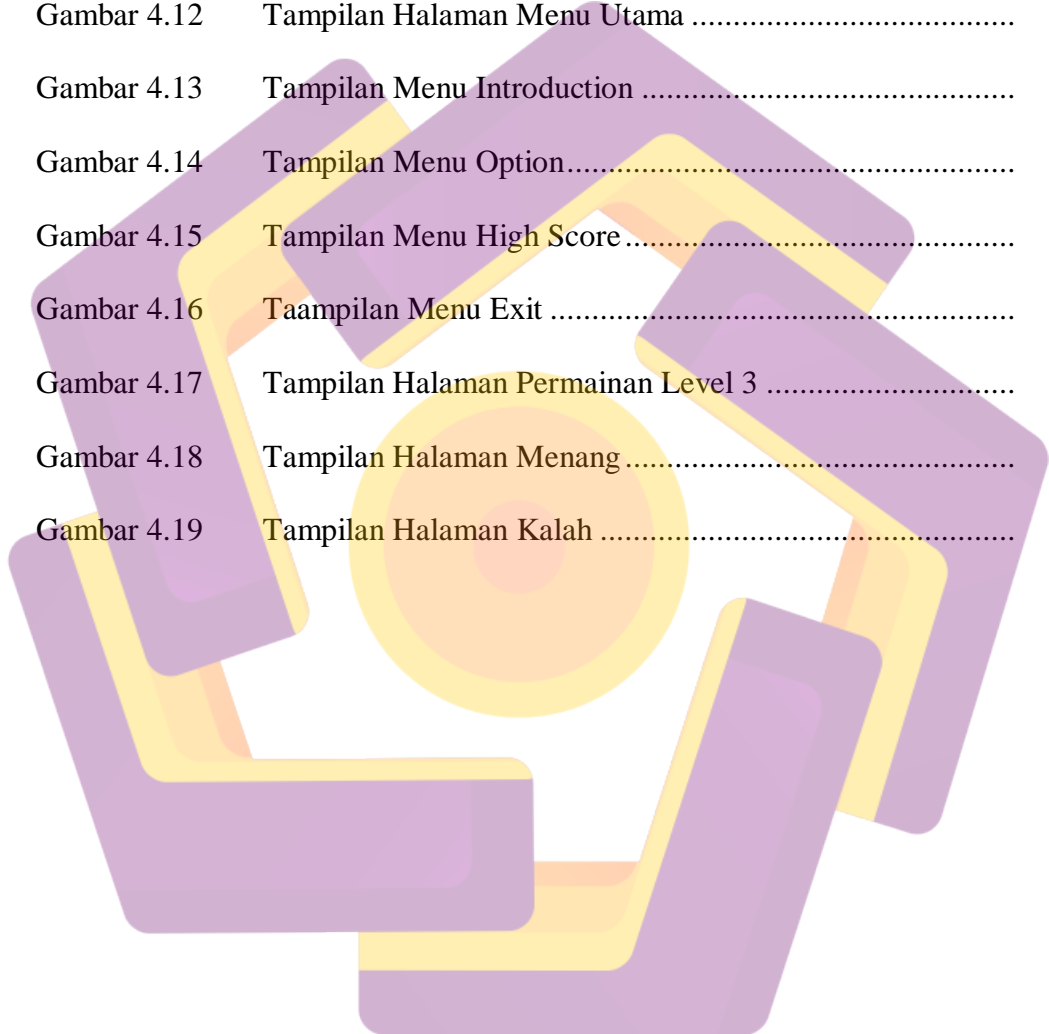 Gambar 4.12 Tampilan Halaman Menu Utama .......................................
Gambar 4.13 Tampilan Menu Introduction .............................................
Gambar 4.14 Tampilan Menu Option......................................................
Gambar 4.15 Tampilan Menu High Score...............................................
Gambar 4.16 Taampilan Menu Exit ........................................................
Gambar 4.17 Tampilan Halaman Permainan Level 3 ..............................
Gambar 4.18 Tampilan Halaman Menang...............................................
Gambar 4.19 Tampilan Halaman Kalah ..................................................